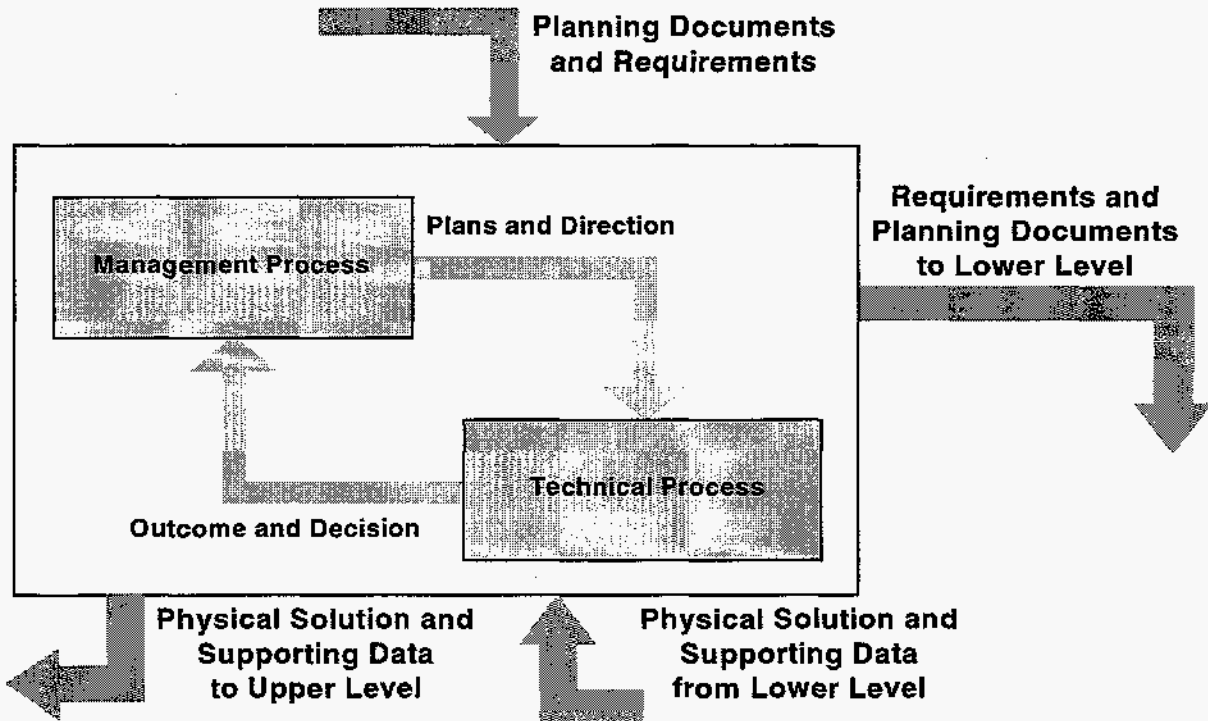 Planning Documents
and Requirements
Requirements and
Planning Documents
to Lower Level
Plans and Direction
Management Process
Technical Process
Outcome and Decision
Physical Solution and
Supporting Data
to Upper Level
Physical Solution and
Supporting Data
from Lower Level